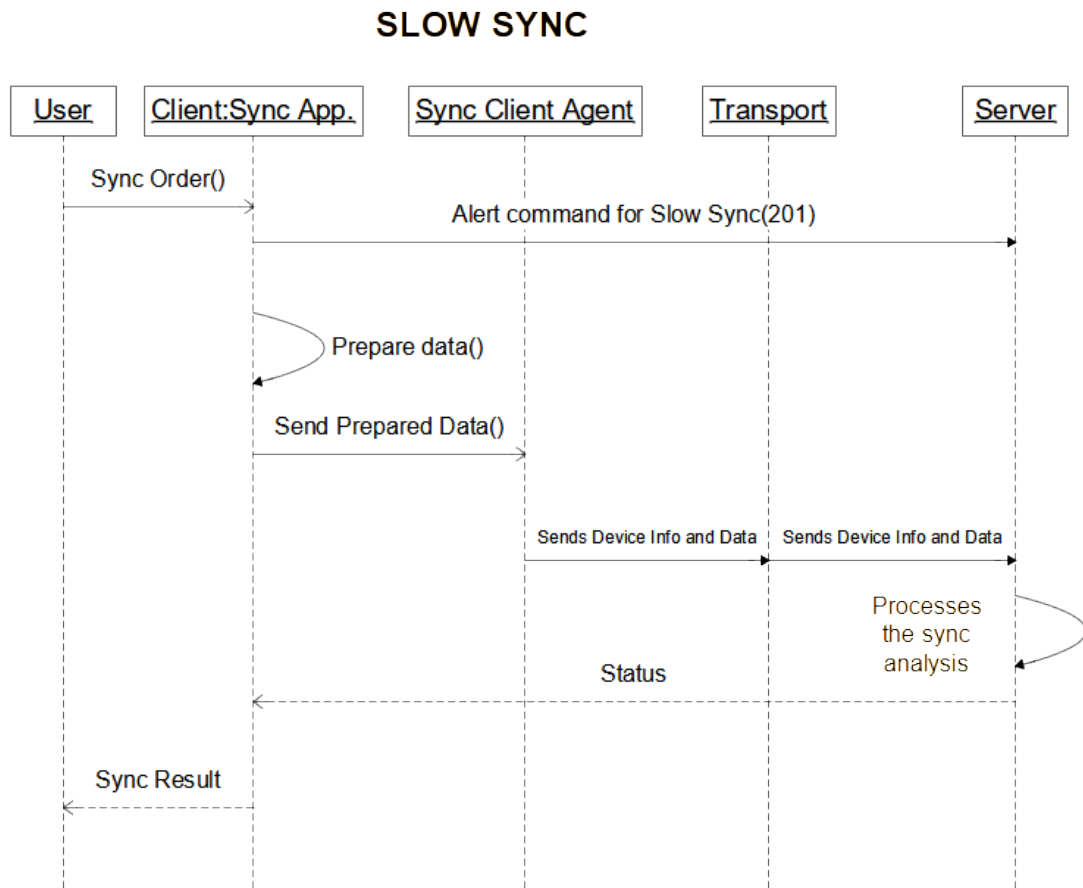 SLOW SYNC
User
Client:Sync App.
Sync Client Agent
Transport
Server
Sync Order()
Alert command for Slow Sync(201)
Prepare data()
Send Prepared Data()
Sends Device Info and Data
Sends Device Info and Data
Processes
the sync
analysis
Status
Sync Result